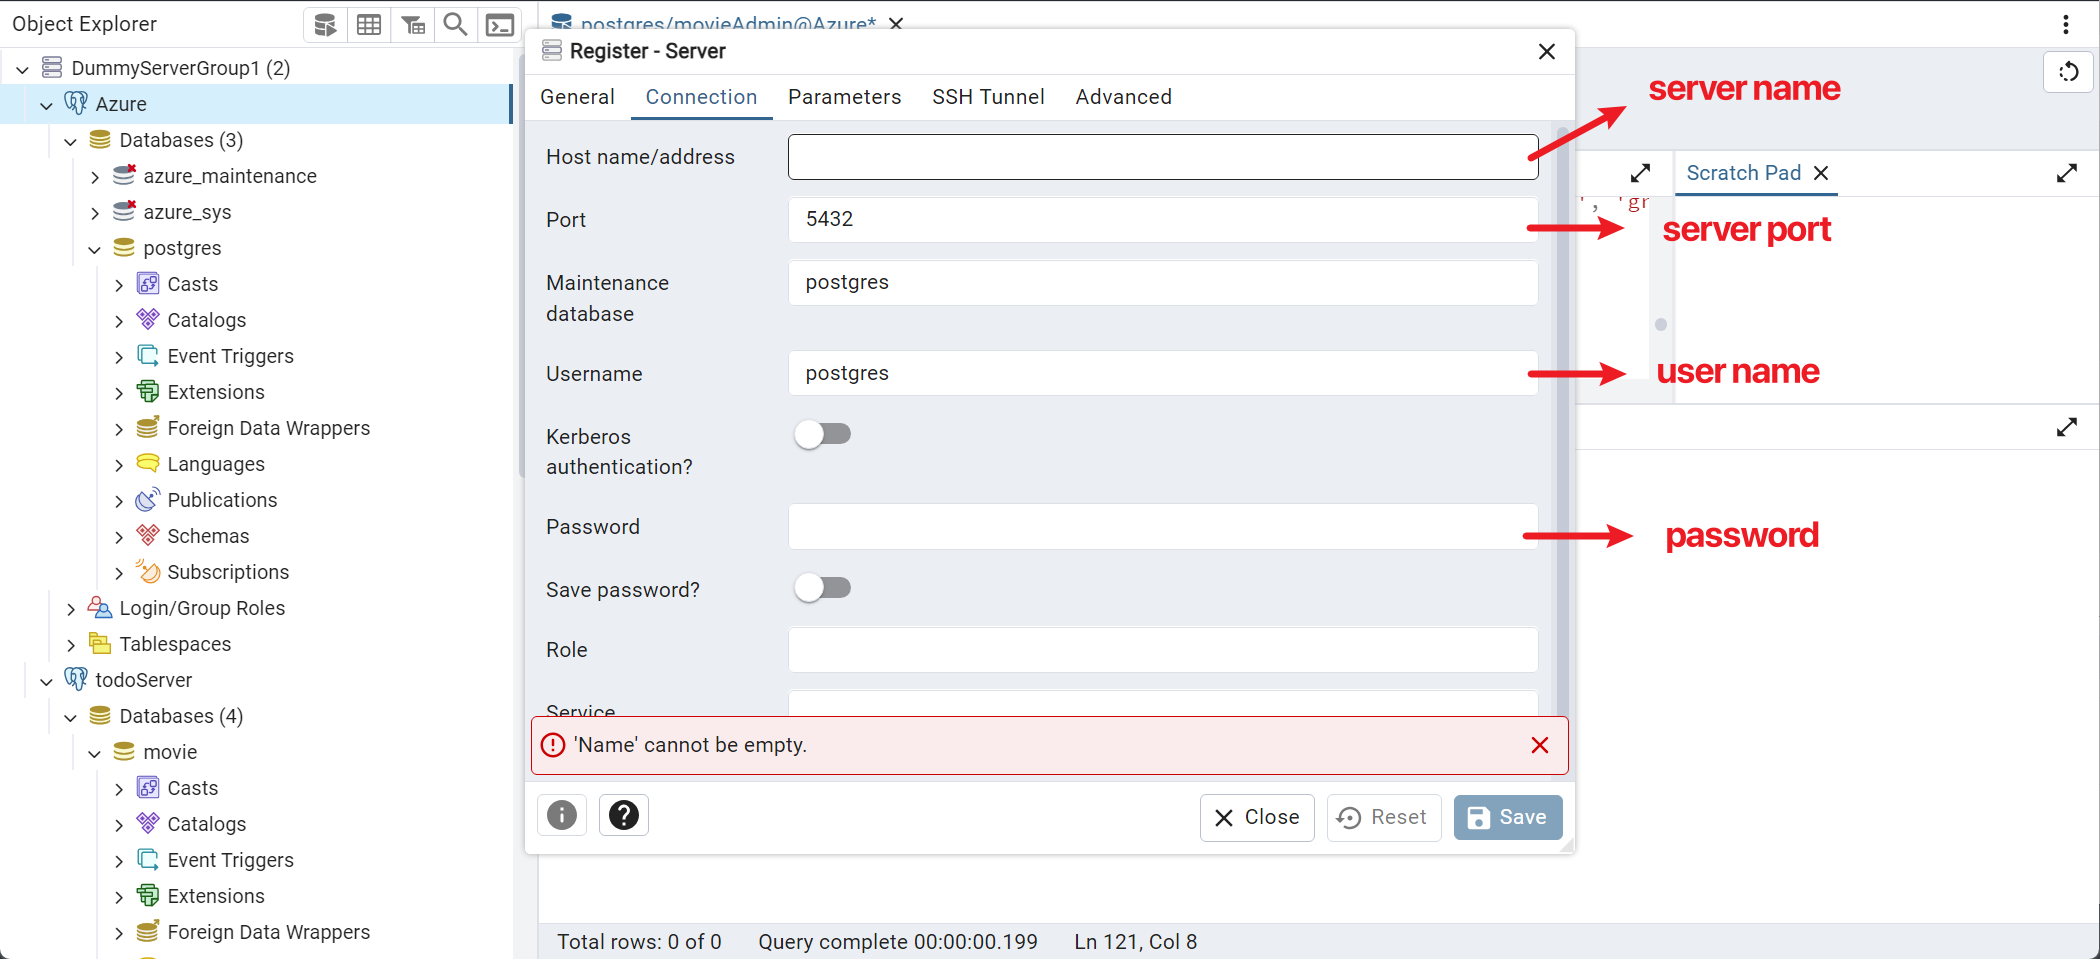 Object Explorer
DummyServerGroup1 (2)
Azure
Databases (3)
azure_maintenance
azure_sys
postgres
Casts
Catalogs
Event Triggers
Extensions
Foreign Data Wrappers
Languages
Publications
Schemas
Subscriptions
Login/Group Roles
Tablespaces
todoServer
Databases (4)
movie
Casts
Catalogs
Event Triggers
Extensions
Foreign Data Wrappers
postgres/movieAdmin@Azure*
Register - Server
General Connection Parameters SSH Tunnel Advanced
Host name/address
Port 5432
Maintenance database postgres
Username postgres
Kerberos authentication?
Password
Save password?
Role
Service
'Name' cannot be empty.
Close Reset Save
server name
Scratch Pad
', 'gr
server port
user name
password
Total rows: 0 of 0 Query complete 00:00:00.199 Ln 121, Col 8